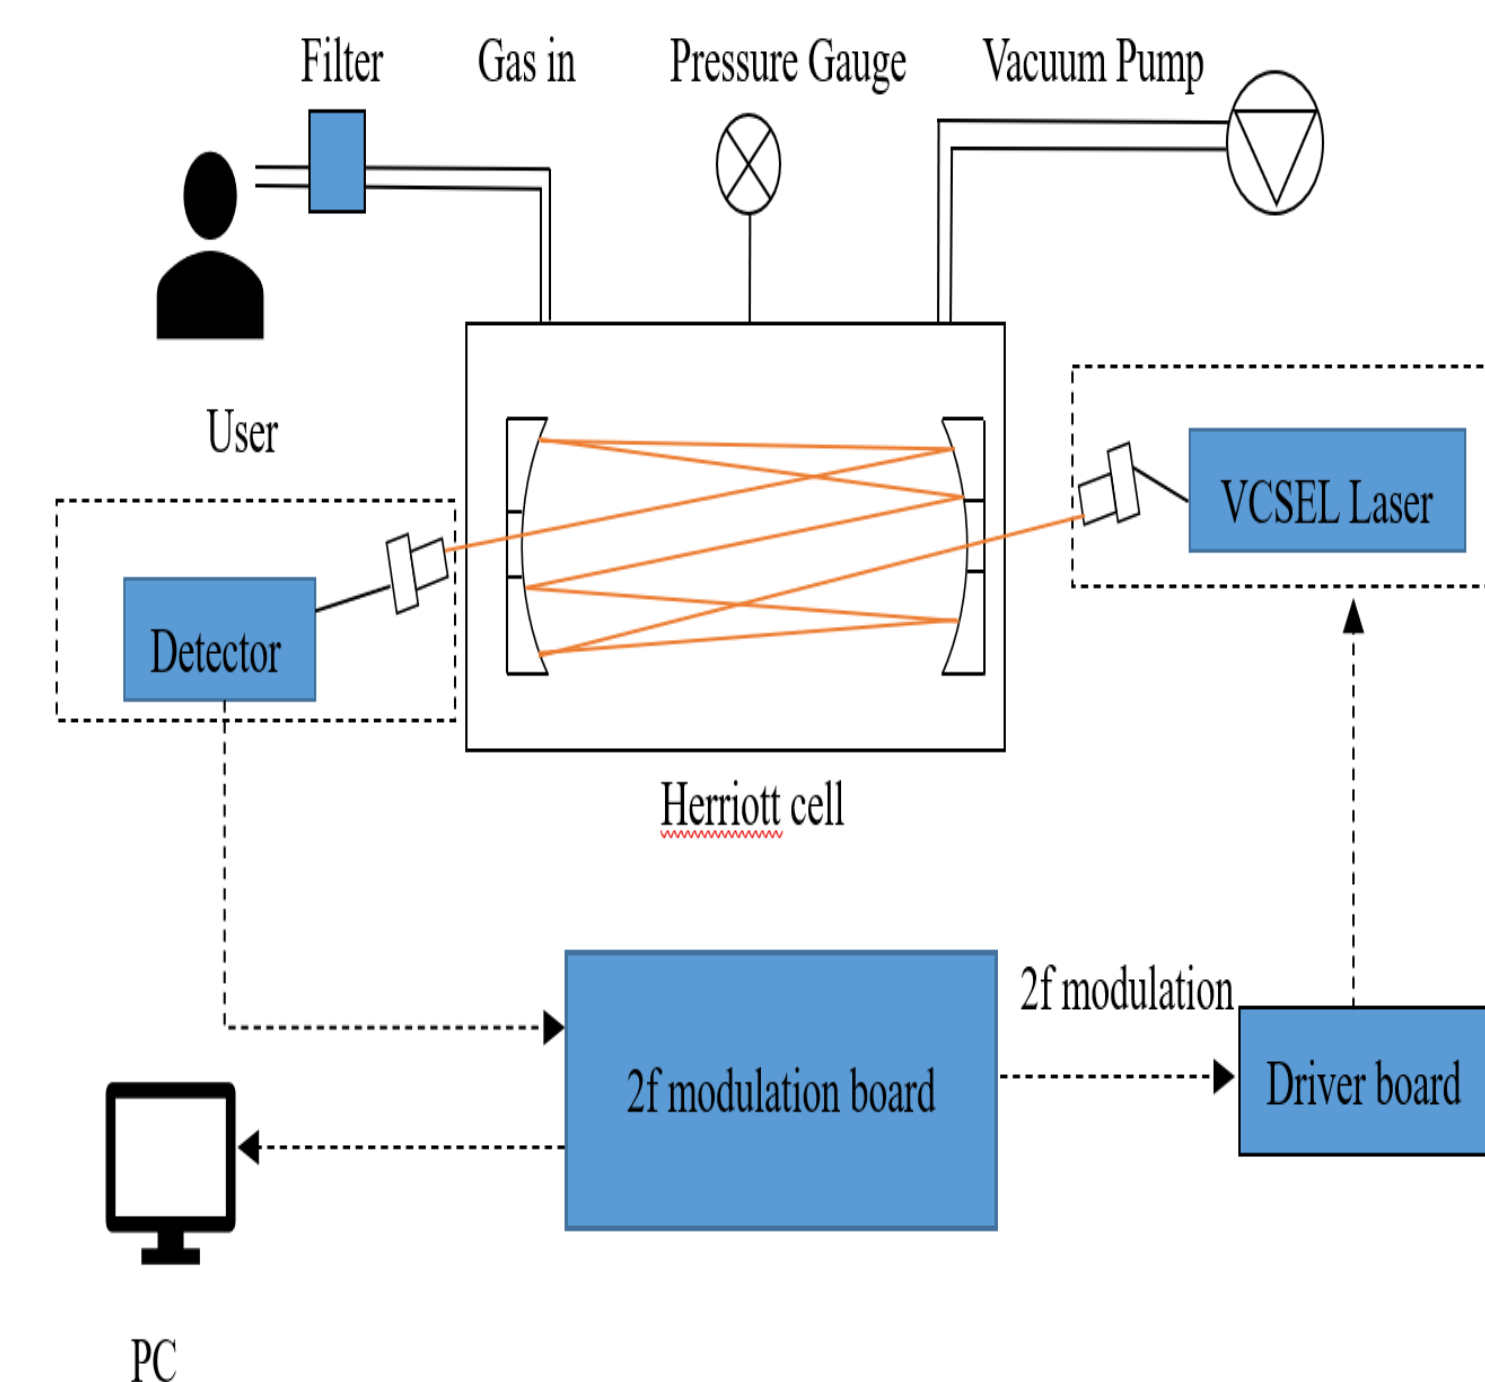 Filter
Gas in
Pressure Gauge
Vacuum Pump
User
VCSEL Laser
Detector
Herriott cell
2f modulation
2f modulation board
Driver board
PC